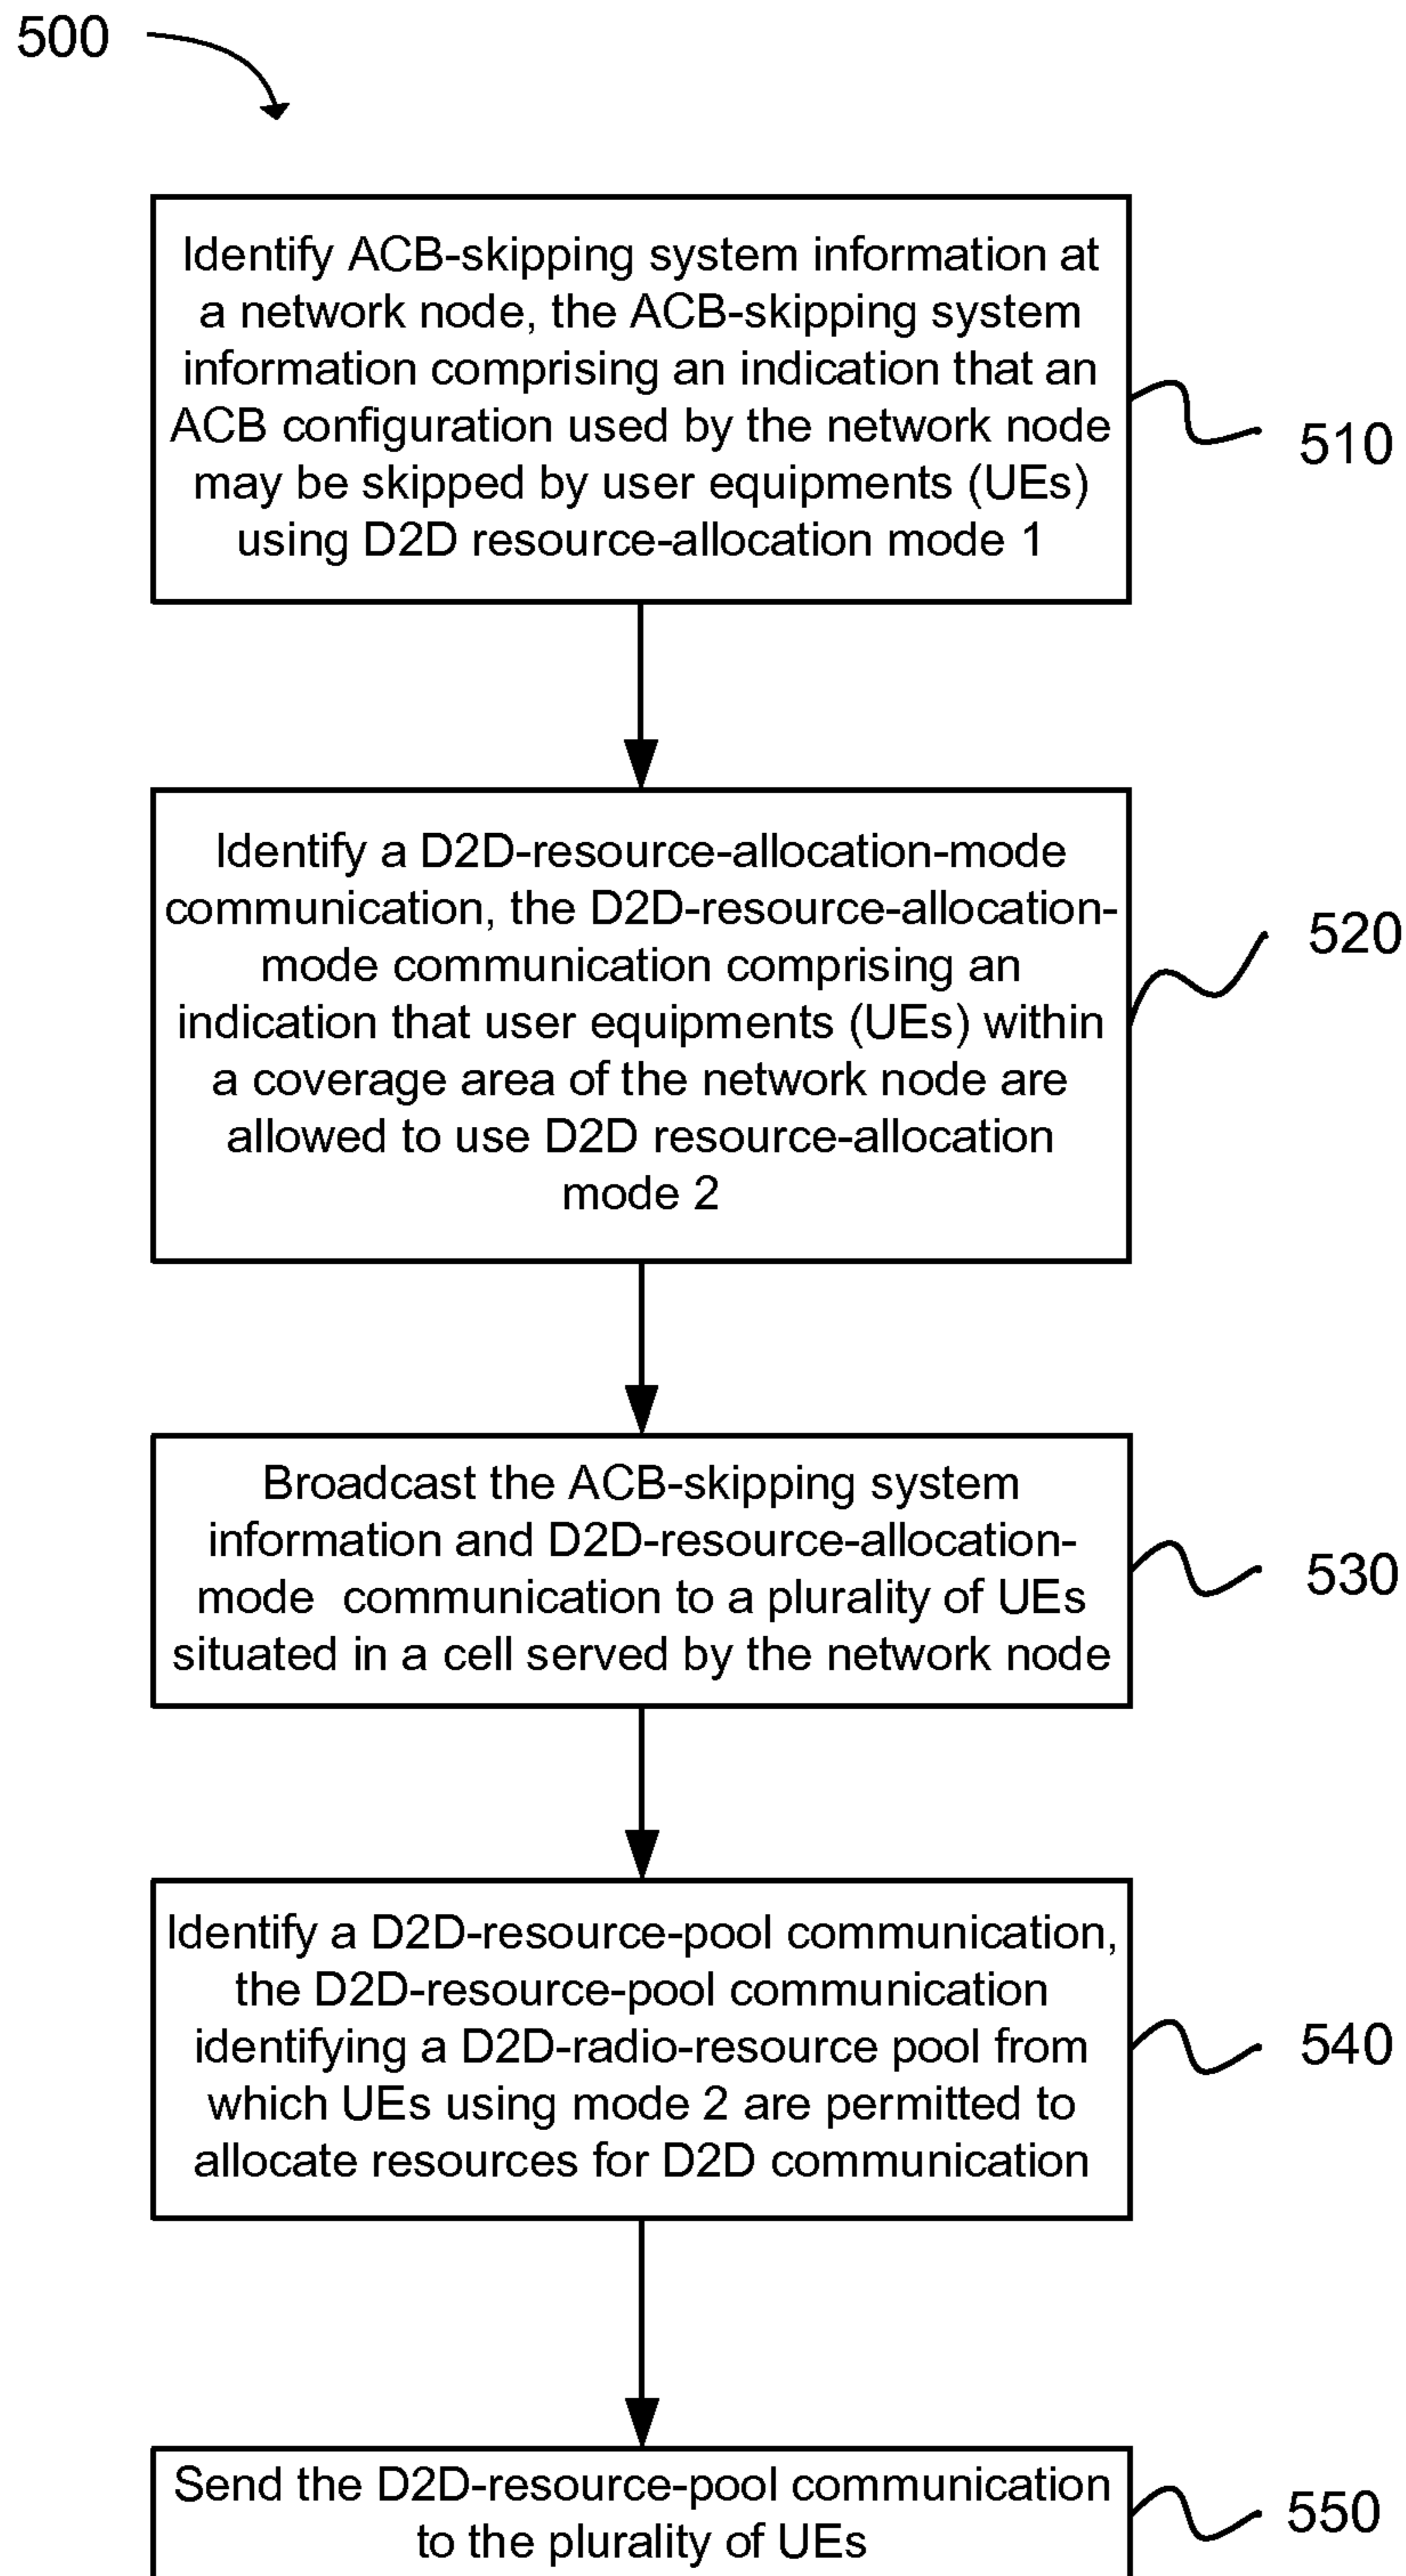 500
Identify ACB-skipping system information at
a network node, the ACB-skipping system
information comprising an indication that an
ACB configuration used by the network node
may be skipped by user equipments (UEs)
using D2D resource-allocation mode 1
510
Identify a D2D-resource-allocation-mode
communication, the D2D-resource-allocation-
mode communication comprising an
indication that user equipments (UEs) within
a coverage area of the network node are
allowed to use D2D resource-allocation
mode 2
520
Broadcast the ACB-skipping system
information and D2D-resource-allocation-
mode communication to a plurality of UEs
situated in a cell served by the network node
530
Identify a D2D-resource-pool communication,
the D2D-resource-pool communication
identifying a D2D-radio-resource pool from
which UEs using mode 2 are permitted to
allocate resources for D2D communication
540
Send the D2D-resource-pool communication
to the plurality of UEs
550